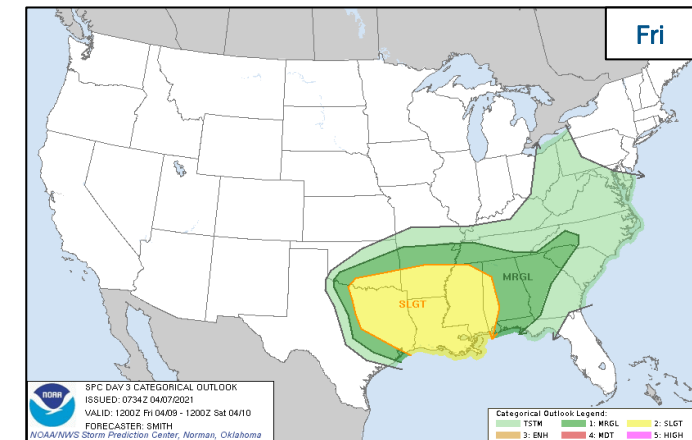 Fri
MRGL
SLGT
NOAA
SPC DAY 3 CATEGORICAL OUTLOOK
ISSUED: 0734Z 04/07/2021
VALID: 1200Z Fri 04/09 - 1200Z Sat 04/10
FORECASTER: SMITH
NOAA/NWS Storm Prediction Center, Norman, Oklahoma
Categorical Outlook Legend:
TSTM 1: MRGL 2: SLGT
3: ENH 4: MDT 5: HIGH